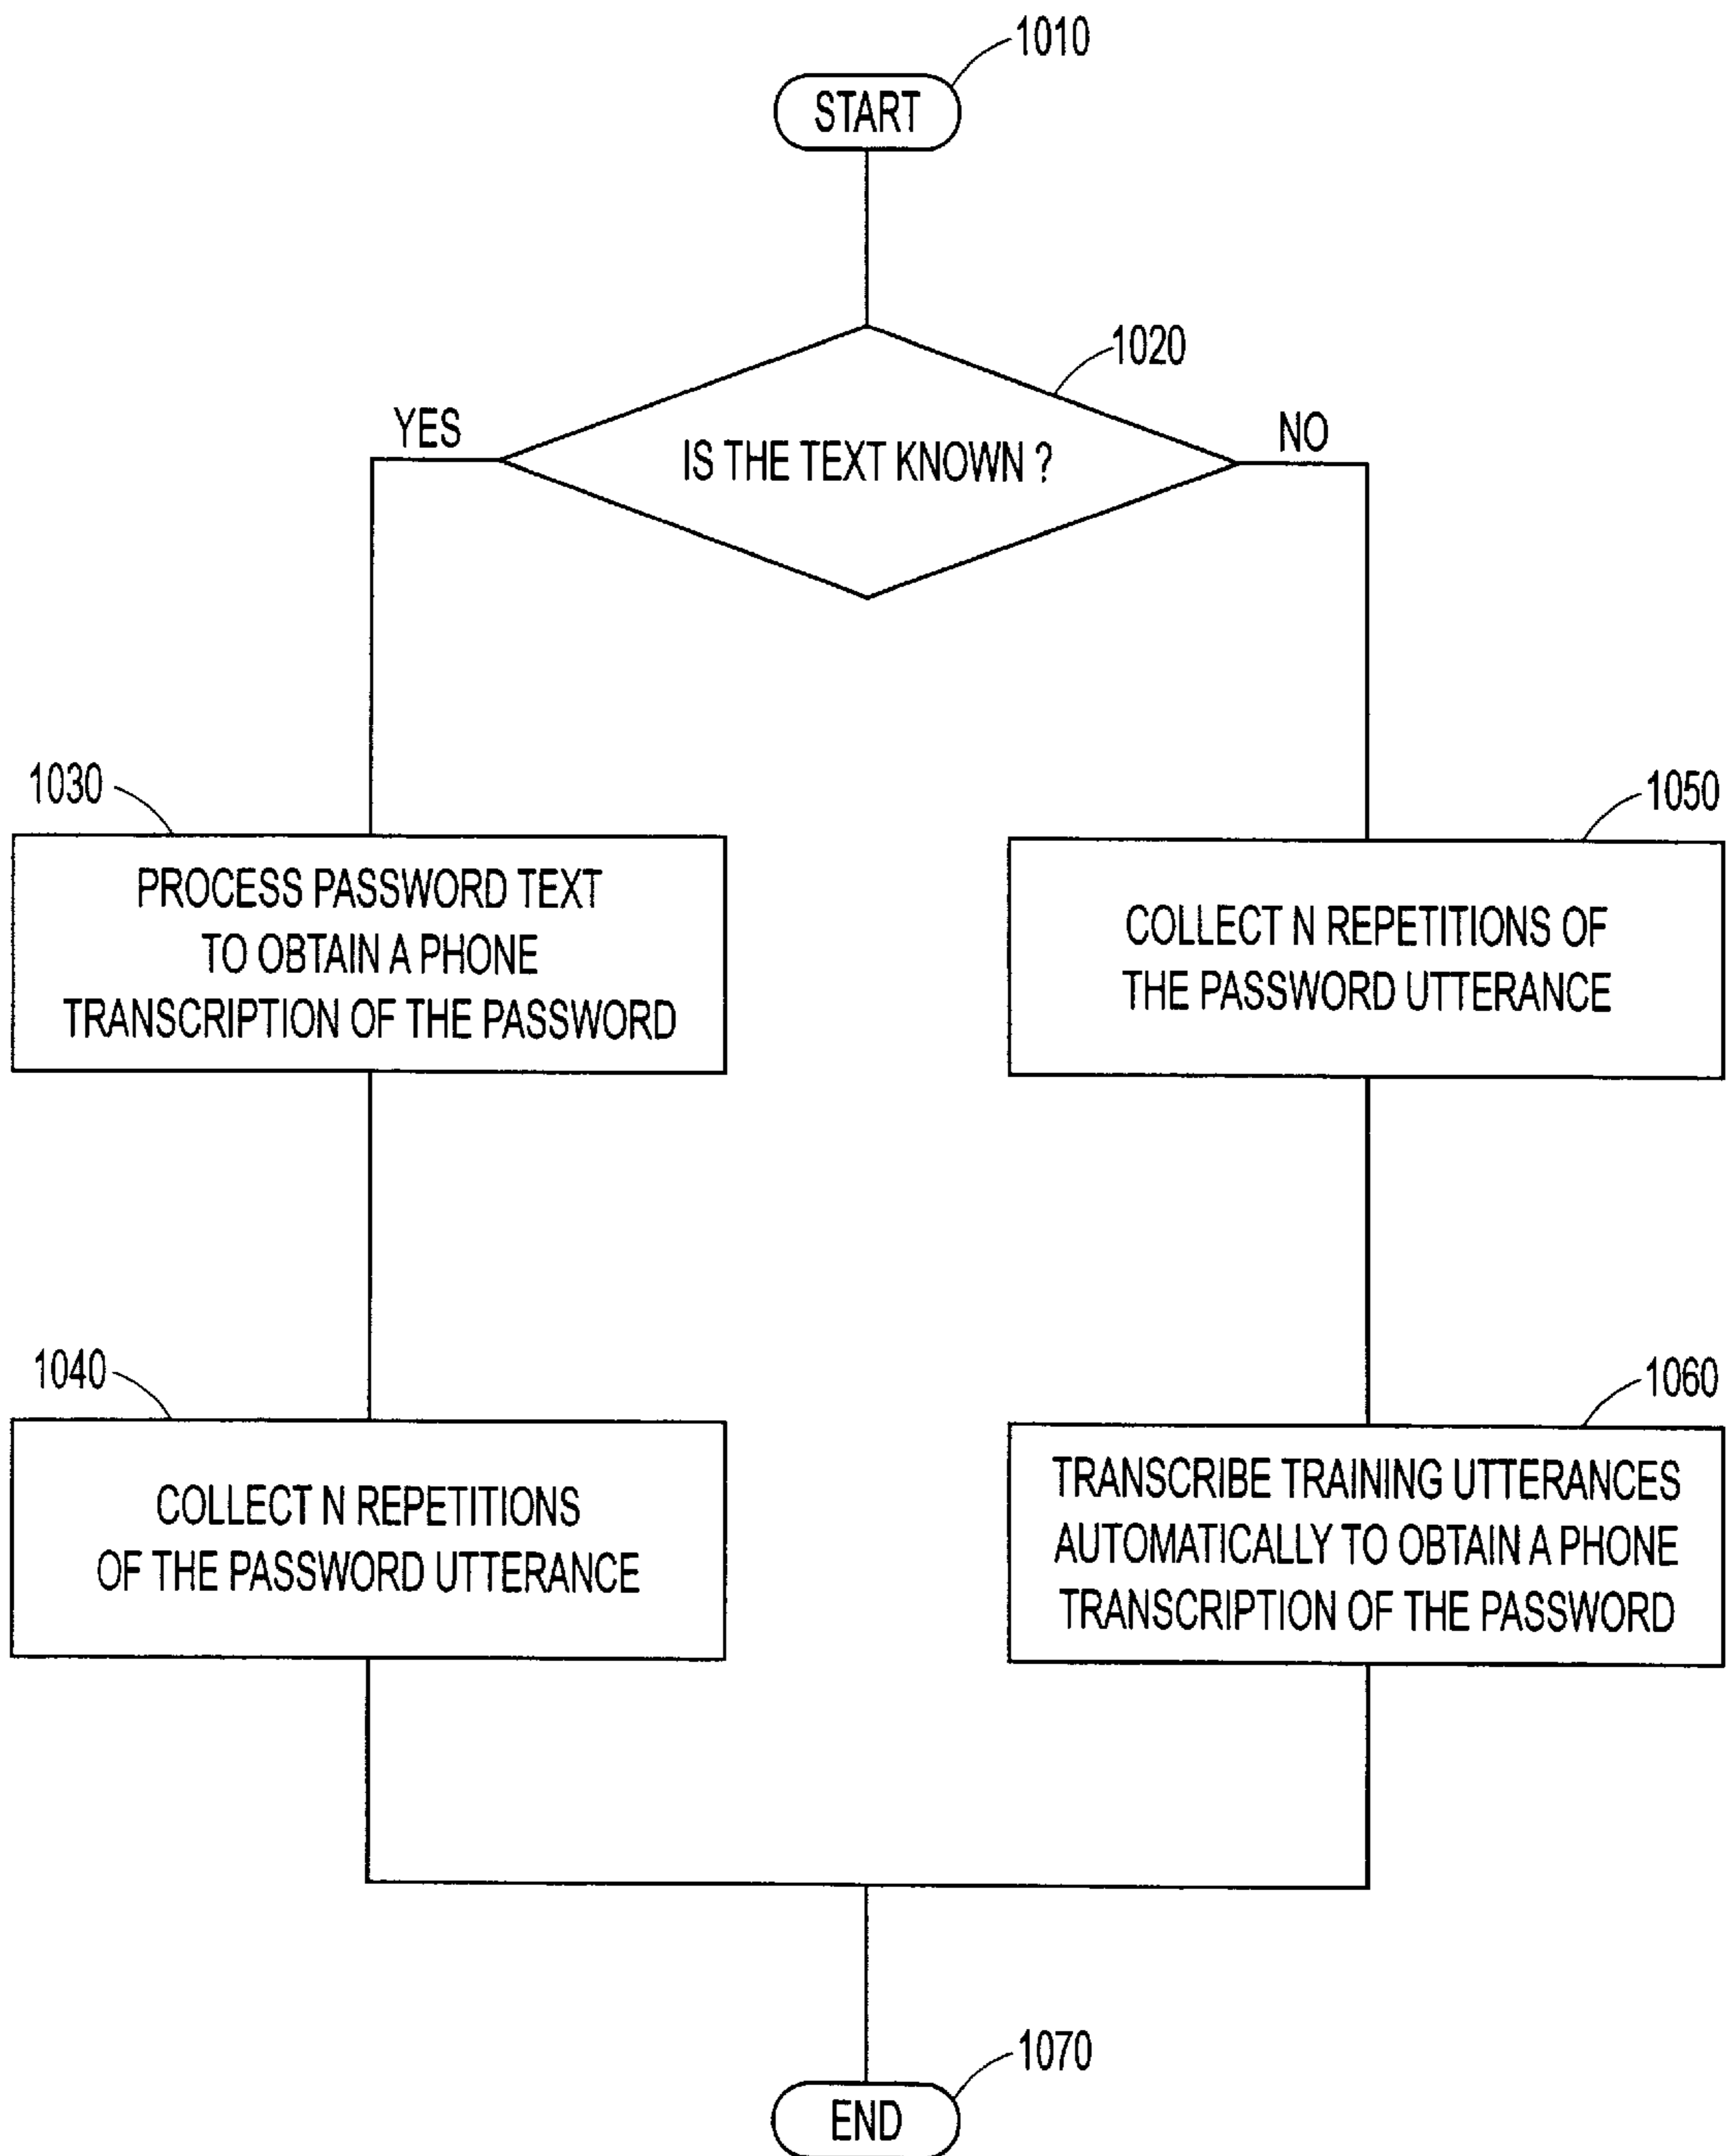 1010
START
1020
YES
NO
IS THE TEXT KNOWN ?
1030
PROCESS PASSWORD TEXT
TO OBTAIN A PHONE
TRANSCRIPTION OF THE PASSWORD
1050
COLLECT N REPETITIONS OF
THE PASSWORD UTTERANCE
1040
COLLECT N REPETITIONS
OF THE PASSWORD UTTERANCE
1060
TRANSCRIBE TRAINING UTTERANCES
AUTOMATICALLY TO OBTAIN A PHONE
TRANSCRIPTION OF THE PASSWORD
1070
END